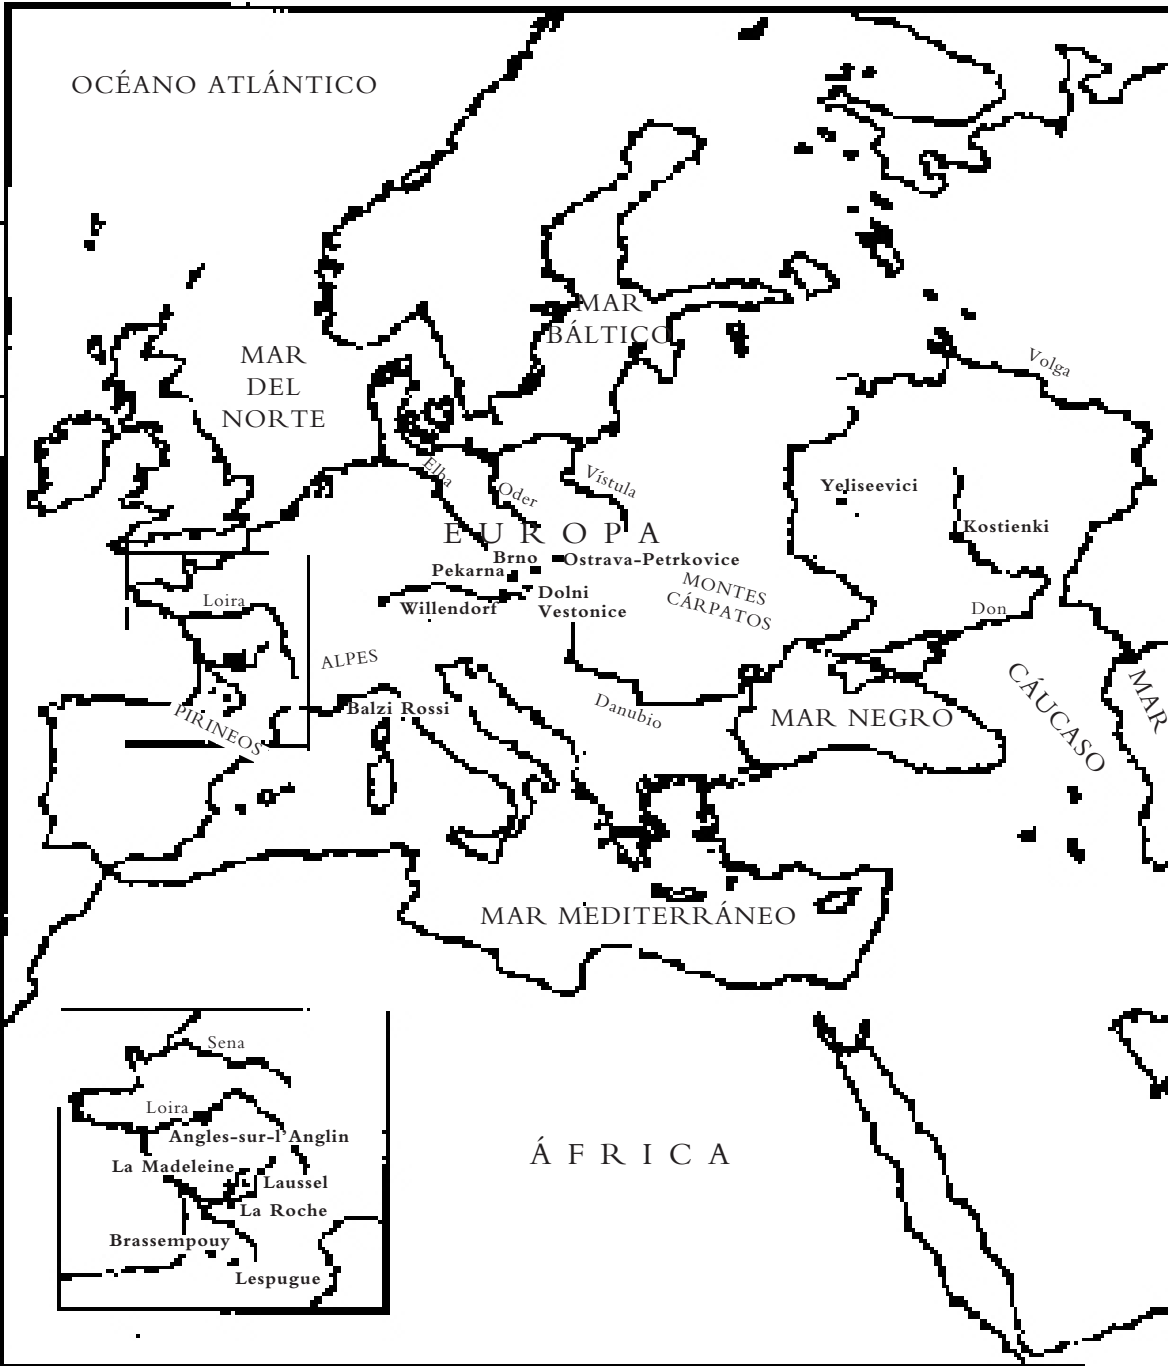 OCÉANO ATLÁNTICO
MAR
BÁLTICO
MAR
DEL
NORTE
Volga
Elba
Oder
Vístula
Yeliseevici
EUROPA
Kostienki
Brno
Ostrava-Petrkovice
Pekarna
MONTES
CÁRPATOS
Dolni
Vestonice
Willendorf
Loira
Don
ALPES
CÁUCASO
MAR
PIRINEOS
Balzi Rossi
Danubio
MAR NEGRO
MAR MEDITERRÁNEO
Sena
Loira
Angles-sur-l'Anglin
La Madeleine
Laussel
La Roche
Brassempouy
Lespugue
ÁFRICA